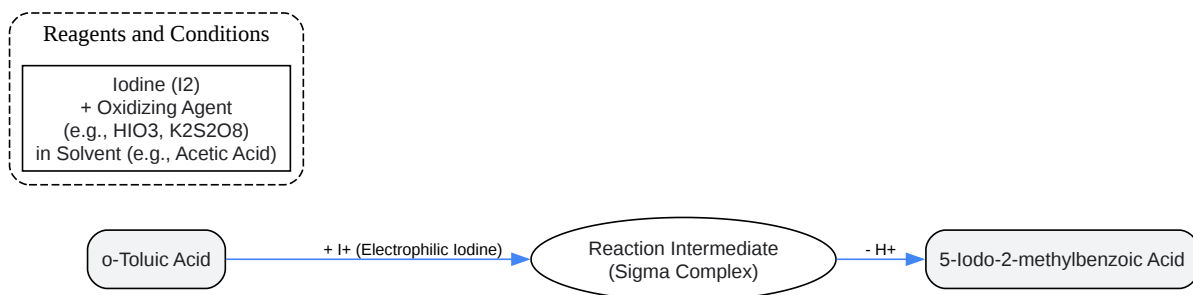 Reagents and Conditions
Iodine (I2)
+ Oxidizing Agent
(e.g., HIO3, K2S2O8)
in Solvent (e.g., Acetic Acid)
o-Toluic Acid
+ I+ (Electrophilic Iodine)
Reaction Intermediate
(Sigma Complex)
- H+
5-Iodo-2-methylbenzoic Acid